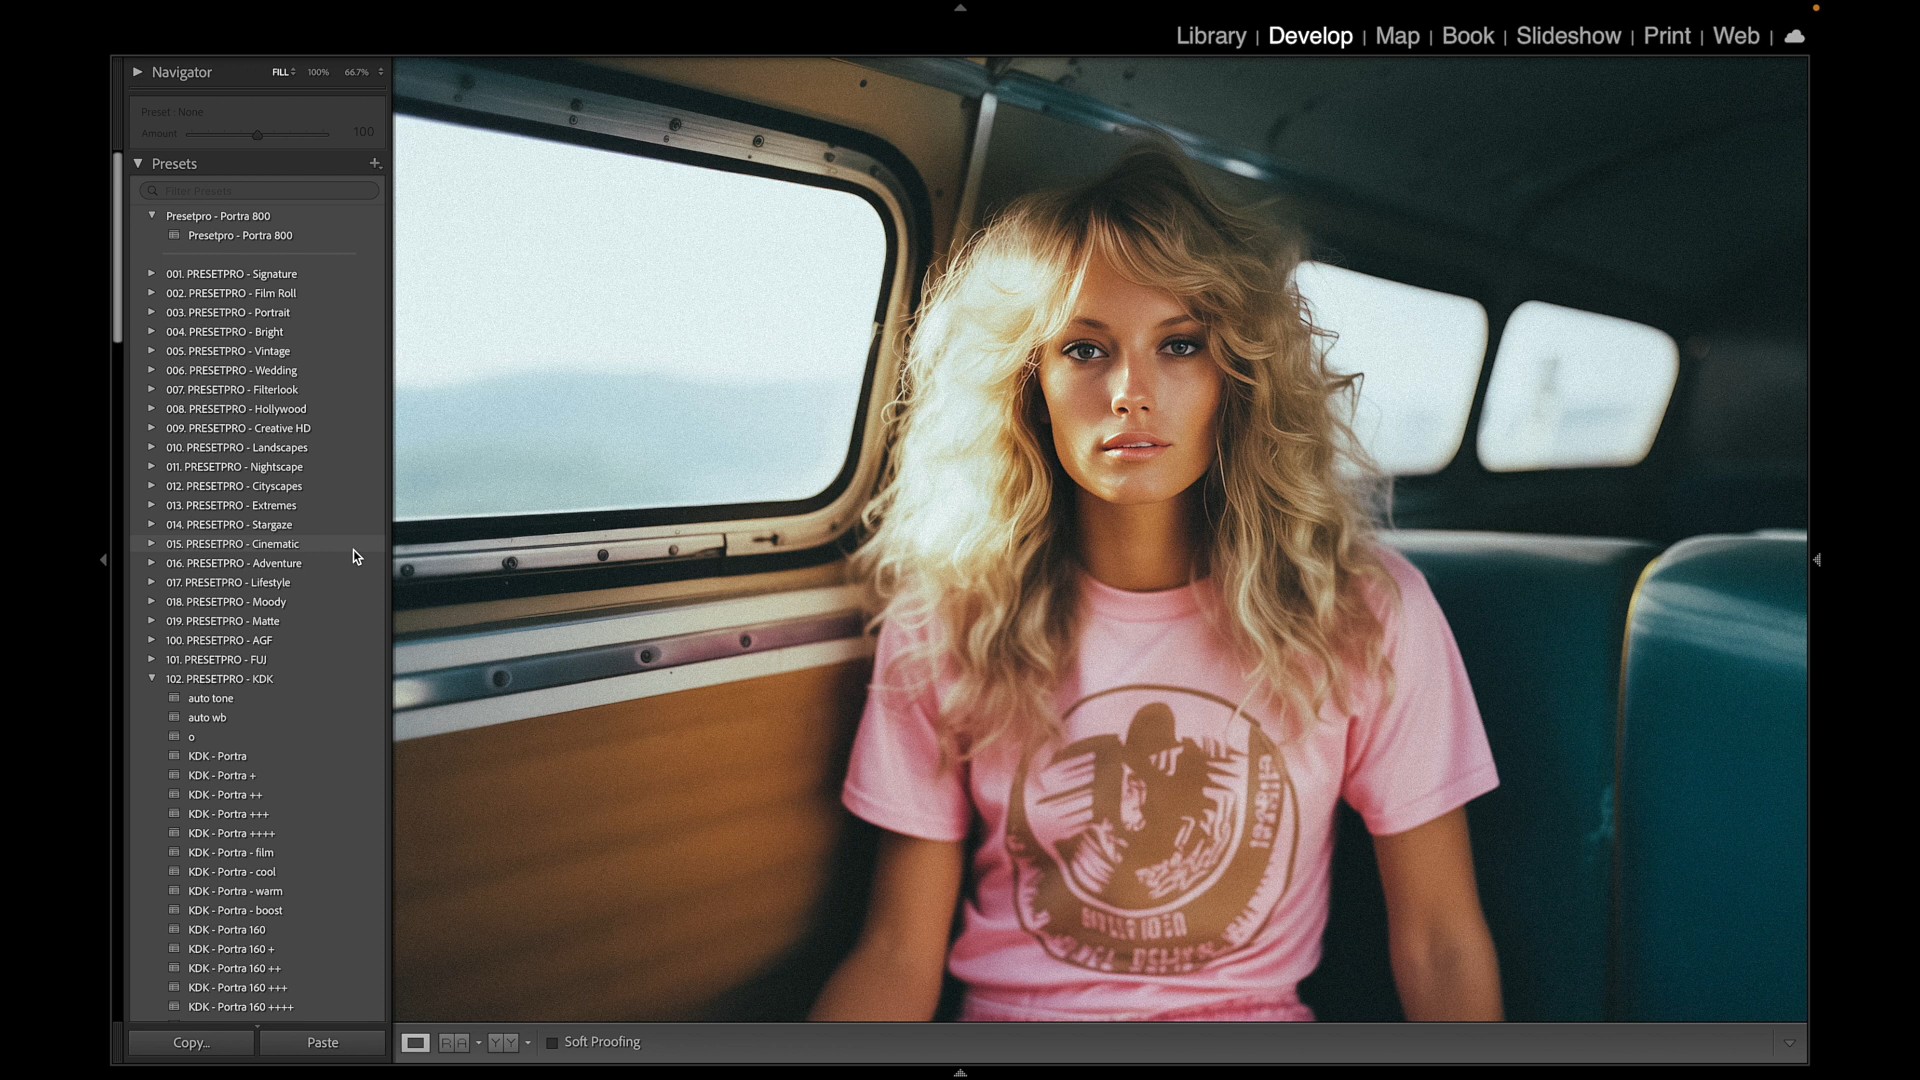 Library | Develop | Map | Book | Slideshow | Print | Web |
Navigator FILL 100% 66.7%
Preset : None
Amount 100
Presets
Filter Presets
Presetpro - Portra 800
Presetpro - Portra 800
001. PRESETPRO - Signature
002. PRESETPRO - Film Roll
003. PRESETPRO - Portrait
004. PRESETPRO - Bright
005. PRESETPRO - Vintage
006. PRESETPRO - Wedding
007. PRESETPRO - Filterlook
008. PRESETPRO - Hollywood
009. PRESETPRO - Creative HD
010. PRESETPRO - Landscapes
011. PRESETPRO - Nightscape
012. PRESETPRO - Cityscapes
013. PRESETPRO - Extremes
014. PRESETPRO - Stargaze
015. PRESETPRO - Cinematic
016. PRESETPRO - Adventure
017. PRESETPRO - Lifestyle
018. PRESETPRO - Moody
019. PRESETPRO - Matte
100. PRESETPRO - AGF
101. PRESETPRO - FUJ
102. PRESETPRO - KDK
auto tone
auto wb
o
KDK - Portra
KDK - Portra +
KDK - Portra ++
KDK - Portra +++
KDK - Portra ++++
KDK - Portra - film
KDK - Portra - cool
KDK - Portra - warm
KDK - Portra - boost
KDK - Portra 160
KDK - Portra 160 +
KDK - Portra 160 ++
KDK - Portra 160 +++
KDK - Portra 160 ++++
Copy... Paste
R A Y Y Soft Proofing